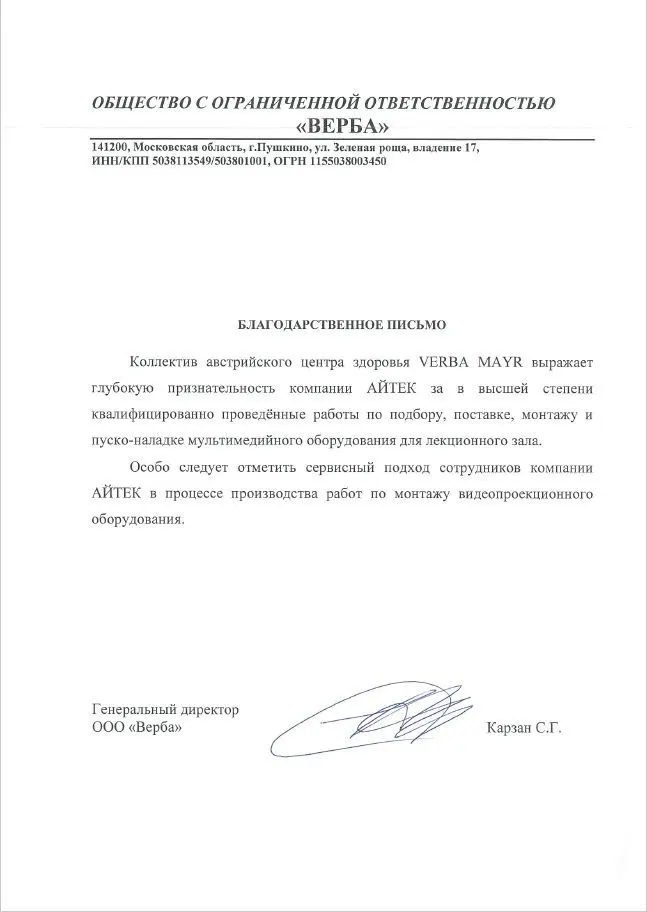 ОБЩЕСТВО С ОГРАНИЧЕННОЙ ОТВЕТСТВЕННОСТЬЮ
«ВЕРБА»
141200, Московская область, г.Пушкино, ул. Зеленая роща, владение 17,
ИНН/КПП 5038113549/503801001, ОГРН 1155038003450
БЛАГОДАРСТВЕННОЕ ПИСЬМО
Коллектив австрийского центра здоровья VERBA MAYR выражает
глубокую признательность компании АЙТЕК за в высшей степени
квалифицированно проведённые работы по подбору, поставке, монтажу и
пуско-наладке мультимедийного оборудования для лекционного зала.
Особо следует отметить сервисный подход сотрудников компании
АЙТЕК в процессе производства работ по монтажу видеопроекционного
оборудования.
Генеральный директор
ООО «Верба»
Карзан С.Г.